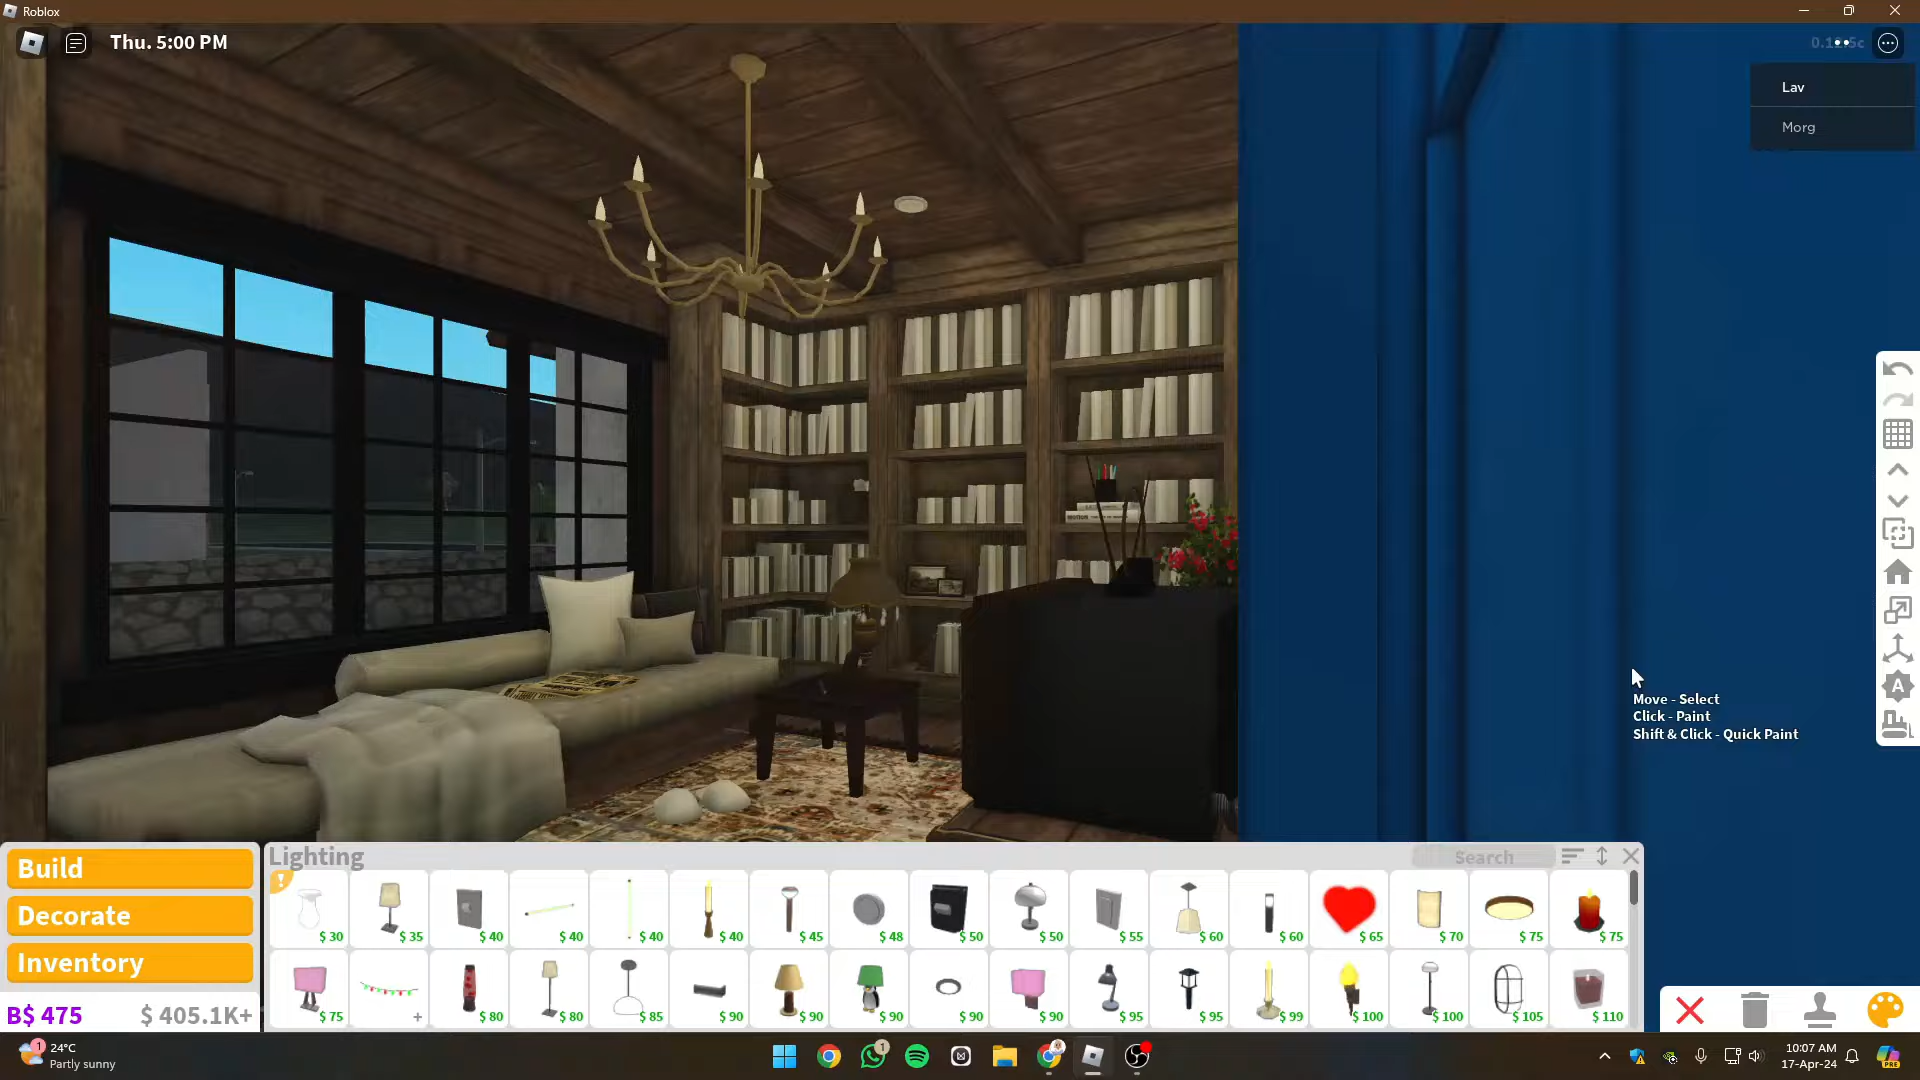 Roblox
Thu. 5:00 PM
Lav
Morg
Move - Select
Click - Paint
Shift & Click - Quick Paint
A
Build
Decorate
Inventory
B$ 475
$ 405.1K+
Lighting
Search
$ 30
$ 35
$ 40
$ 40
$ 40
$ 40
$ 45
$ 48
$ 50
$ 50
$ 55
$ 60
$ 60
$ 65
$ 70
$ 75
$ 75
$ 75
+
$ 80
$ 80
$ 85
$ 90
$ 90
$ 90
$ 90
$ 90
$ 95
$ 95
$ 99
$ 100
$ 100
$ 105
$ 110
1
24°C
Partly sunny
1
10:07 AM
17-Apr-24
PRE